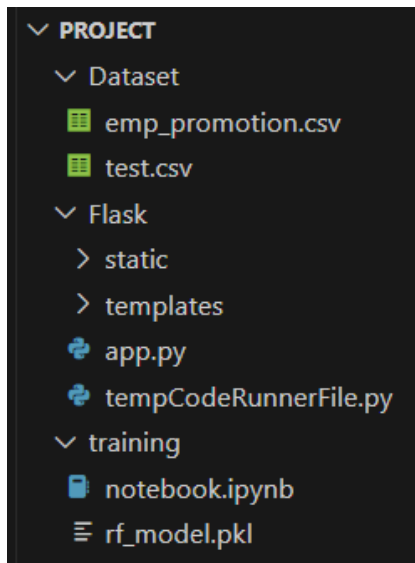 PROJECT
Dataset
emp_promotion.csv
test.csv
Flask
static
templates
app.py
tempCodeRunnerFile.py
training
notebook.ipynb
rf_model.pkl